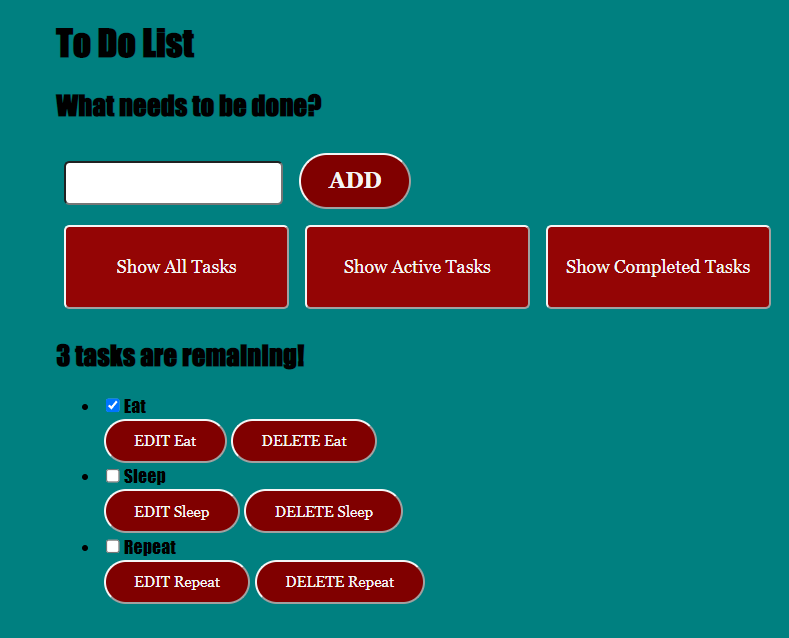 To Do List
What needs to be done?
ADD
Show All Tasks Show Active Tasks Show Completed Tasks
3 tasks are remaining!
Eat
EDIT Eat DELETE Eat
Sleep
EDIT Sleep DELETE Sleep
Repeat
EDIT Repeat DELETE Repeat